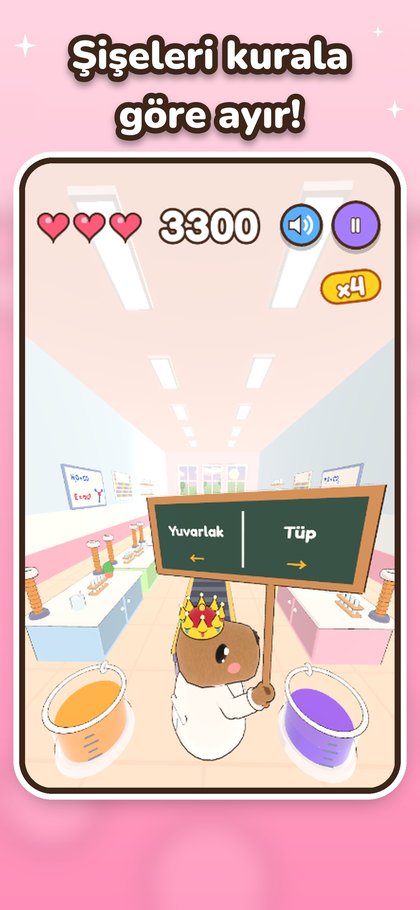 Şişeleri kurala
göre ayır!
3300
x4
Yuvarlak
←
Tüp
→